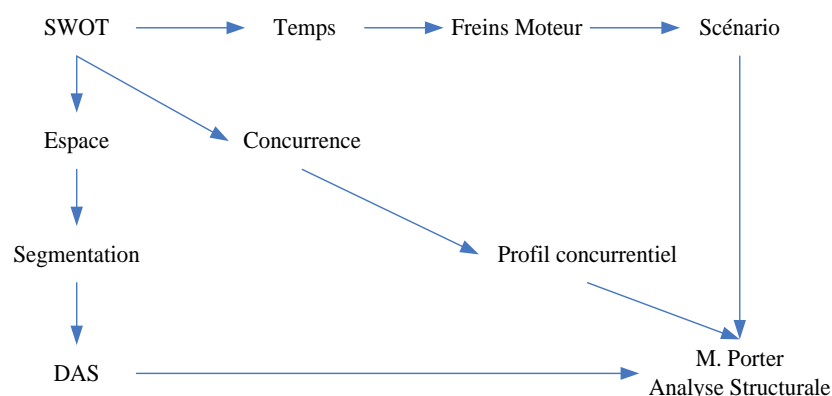 SWOT
Temps
Freins Moteur
Scénario
Espace
Concurrence
Segmentation
Profil concurrentiel
DAS
M. Porter
Analyse Structurale